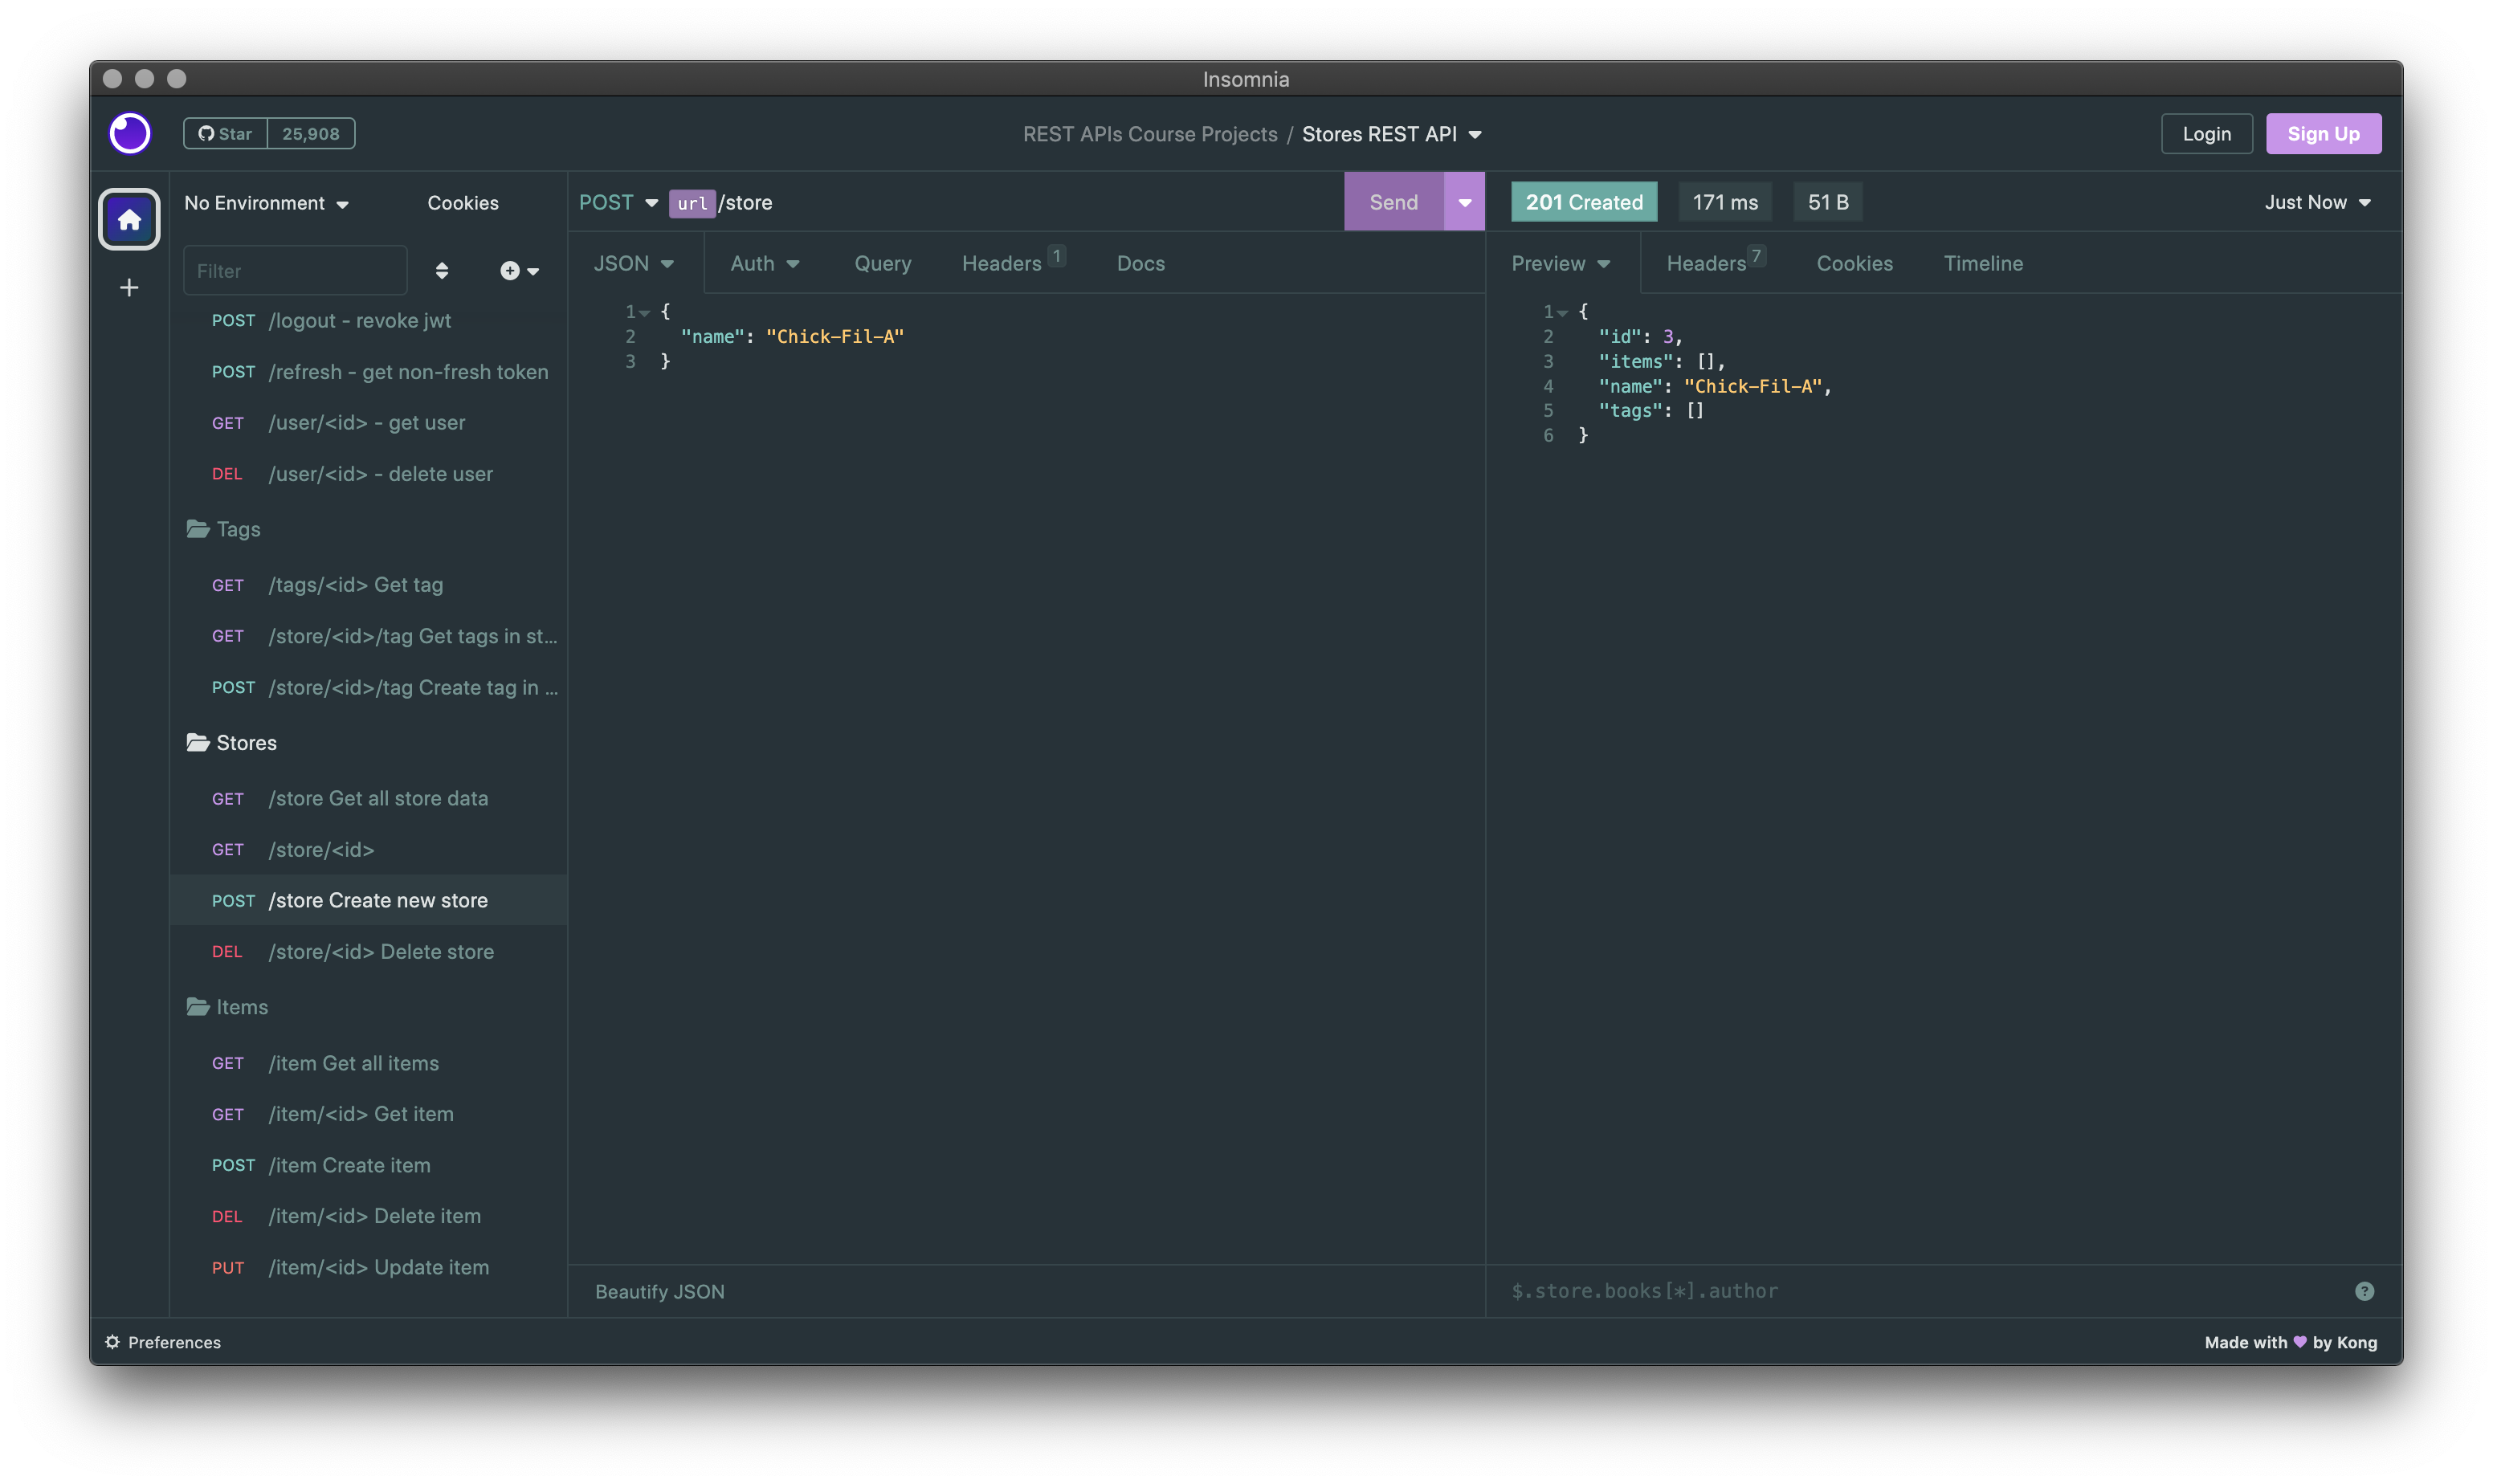 Insomnia
Star 25,908
REST APIs Course Projects / Stores REST API
Login
Sign Up
No Environment
Cookies
Filter
POST /logout - revoke jwt
POST /refresh - get non-fresh token
GET /user/<id> - get user
DEL /user/<id> - delete user
Tags
GET /tags/<id> Get tag
GET /store/<id>/tag Get tags in st...
POST /store/<id>/tag Create tag in ...
Stores
GET /store Get all store data
GET /store/<id>
POST /store Create new store
DEL /store/<id> Delete store
Items
GET /item Get all items
GET /item/<id> Get item
POST /item Create item
DEL /item/<id> Delete item
PUT /item/<id> Update item
POST url/store
Send
JSON Auth Query Headers 1 Docs
1 {
2 "name": "Chick-Fil-A"
3 }
Beautify JSON
201 Created 171 ms 51 B
Just Now
Preview Headers 7 Cookies Timeline
1 {
2 "id": 3,
3 "items": [],
4 "name": "Chick-Fil-A",
5 "tags": []
6 }
$.store.books[*].author
?
Preferences
Made with ♥ by Kong